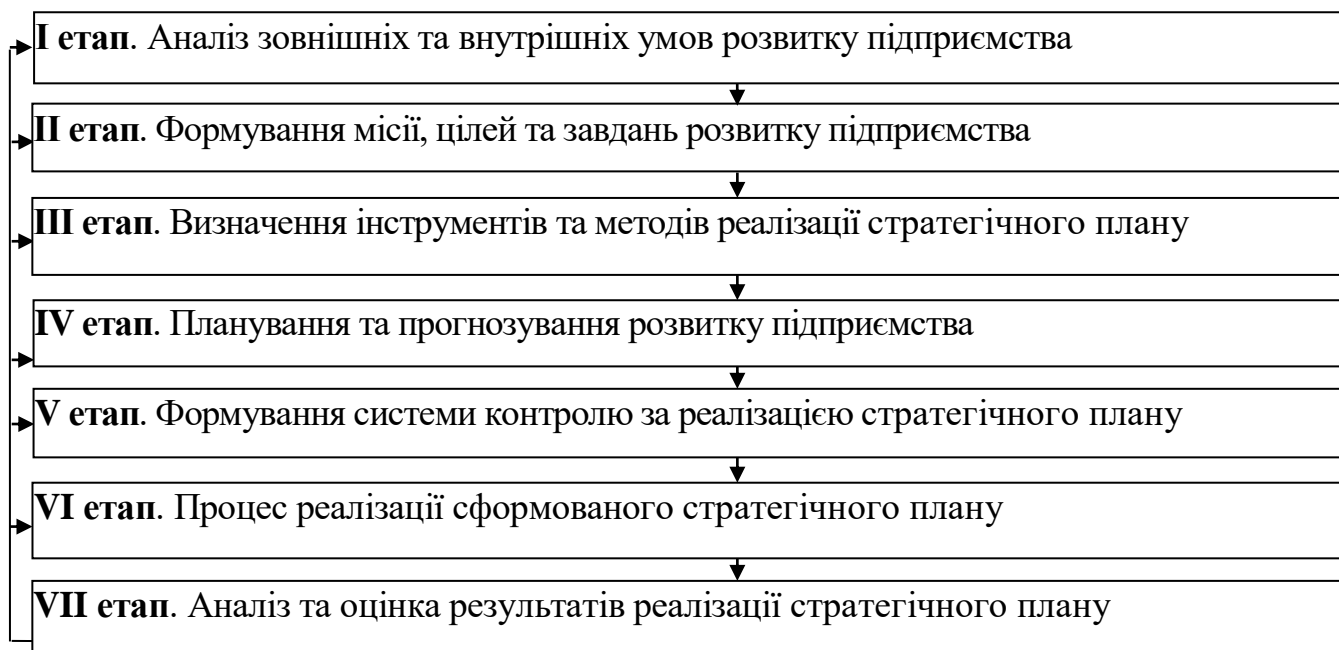 I етап. Аналіз зовнішніх та внутрішніх умов розвитку підприємства
II етап. Формування місії, цілей та завдань розвитку підприємства
III етап. Визначення інструментів та методів реалізації стратегічного плану
IV етап. Планування та прогнозування розвитку підприємства
V етап. Формування системи контролю за реалізацією стратегічного плану
VI етап. Процес реалізації сформованого стратегічного плану
VII етап. Аналіз та оцінка результатів реалізації стратегічного плану